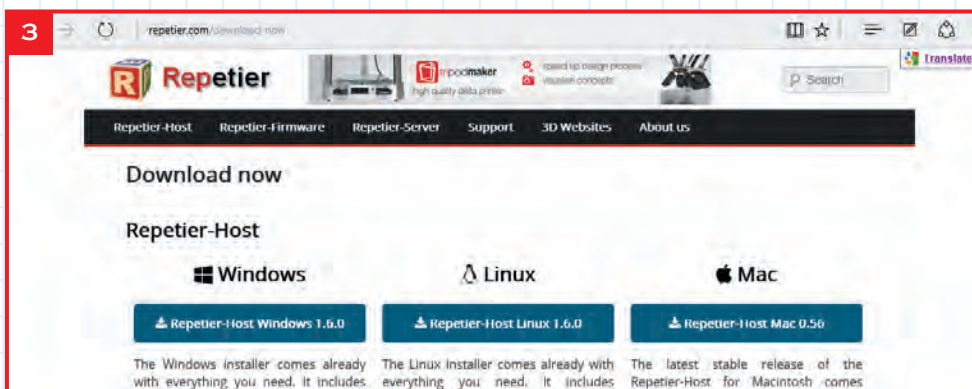 3
repetier.com/download-now
Translate
Repetier
tripodmaker
high quality delta printer
speed up design process
visualise concepts
Search
Repetier-Host Repetier-Firmware Repetier-Server Support 3D Websites About us
Download now
Repetier-Host
Windows
Linux
Mac
Repetier-Host Windows 1.6.0
Repetier-Host Linux 1.6.0
Repetier-Host Mac 0.56
The Windows installer comes already
with everything you need. It includes
The Linux installer comes already with
everything you need. It includes
The latest stable release of the
Repetier-Host for Macintosh comes